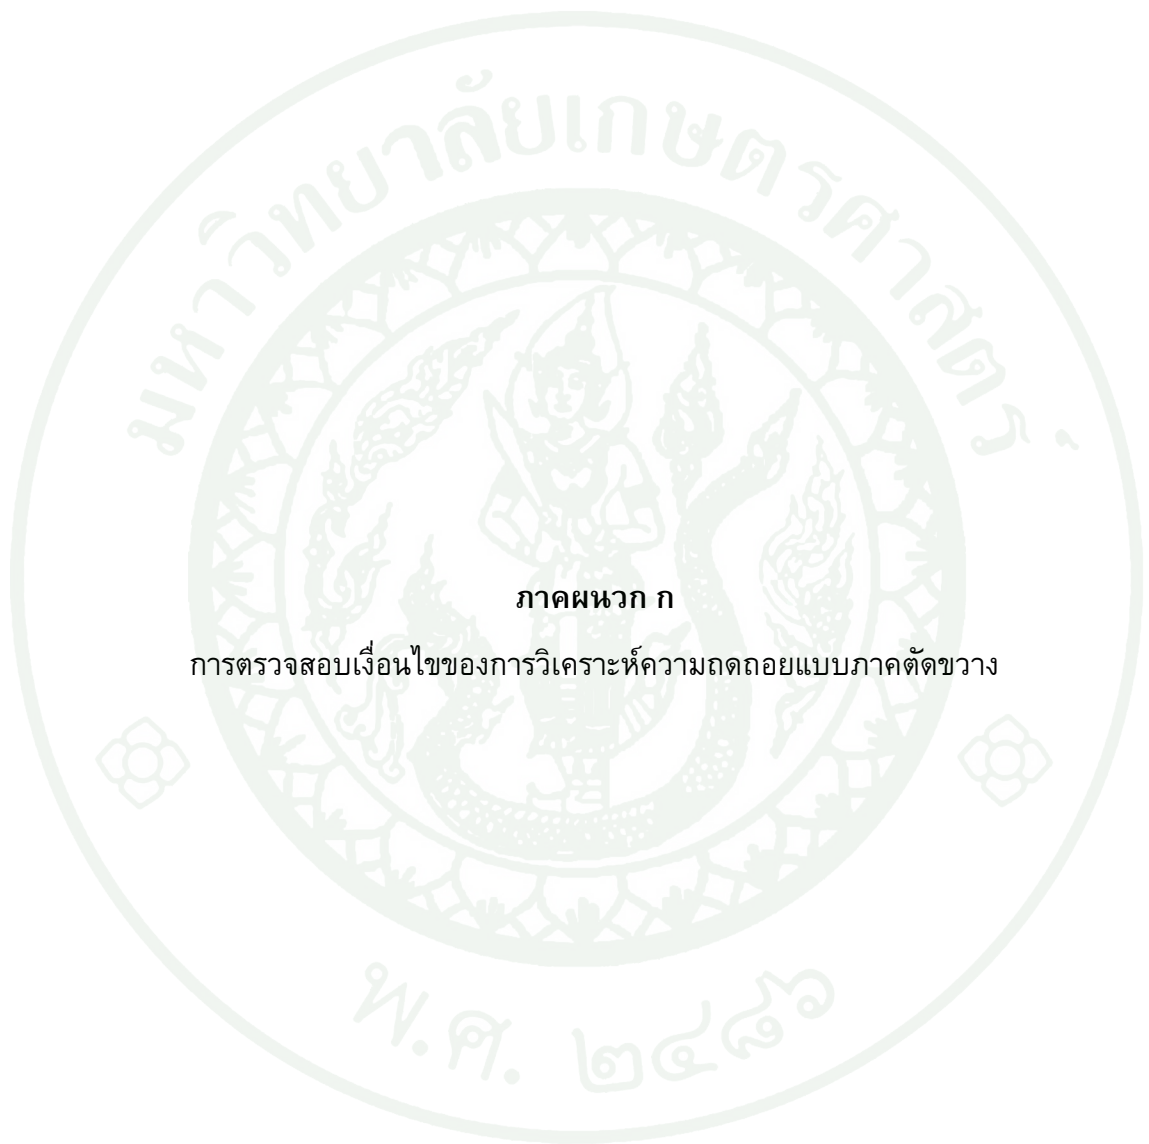 มหาวิทยาลัยเกษตรศาสตร์
ภาคผนวก ก
การตรวจสอบเงื่อนไขของการวิเคราะห์ความถดถอยแบบภาคตัดขวาง
พ.ศ. ๒๔๘๖